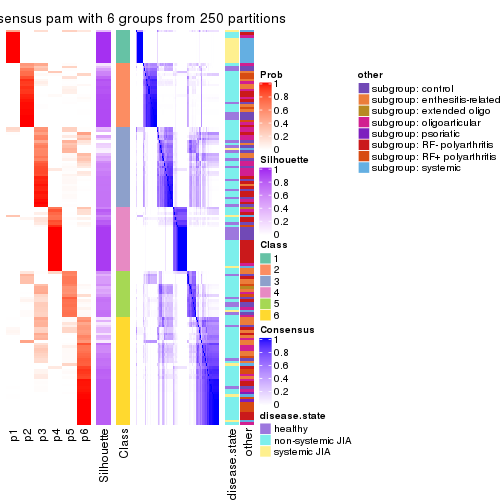 sensus pam with 6 groups from 250 partitions
p1
p2
p3
p4
p5
p6
Silhouette
Class
disease.state
other
Prob
1
0.8
0.6
0.4
0.2
0
Silhouette
1
0.8
0.6
0.4
0.2
0
Class
1
2
3
4
5
6
Consensus
1
0.8
0.6
0.4
0.2
0
disease.state
healthy
non-systemic JIA
systemic JIA
other
subgroup: control
subgroup: enthesitis-related
subgroup: extended oligo
subgroup: oligoarticular
subgroup: psoriatic
subgroup: RF- polyarthritis
subgroup: RF+ polyarthritis
subgroup: systemic